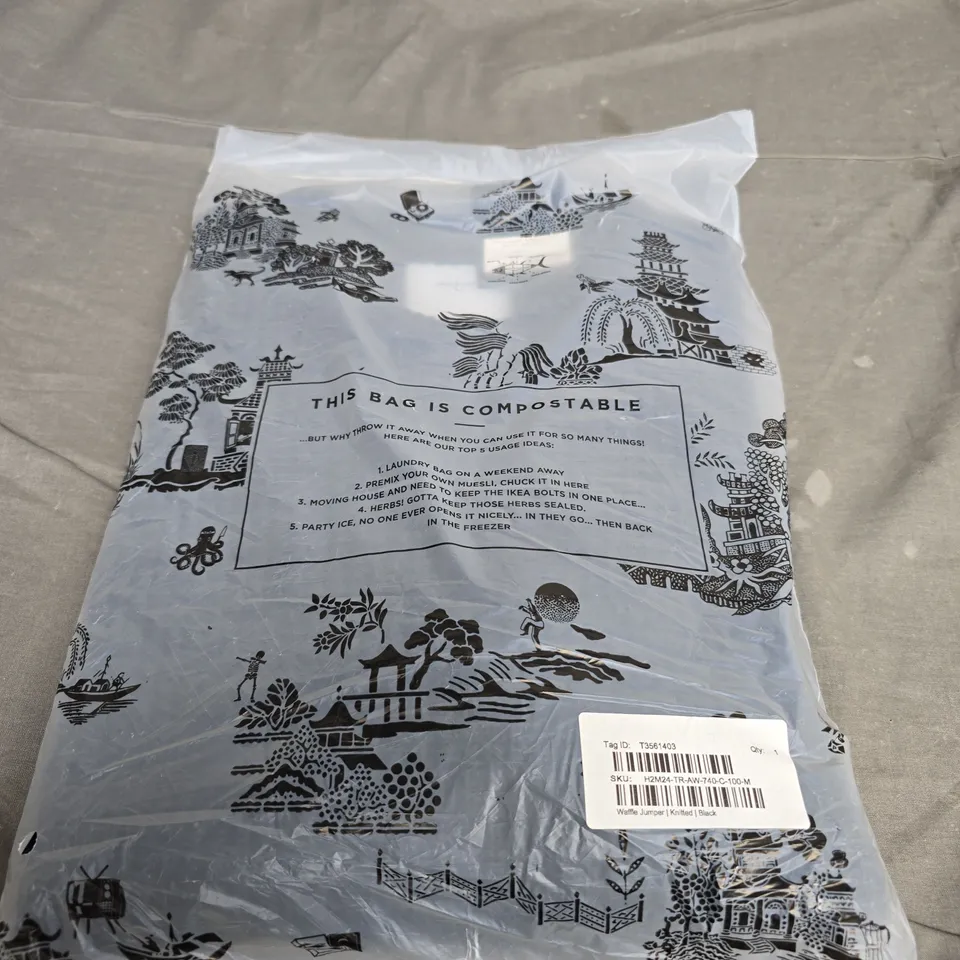 THIS BAG IS COMPOSTABLE
...BUT WHY THROW IT AWAY WHEN YOU CAN USE IT FOR SO MANY THINGS!
HERE ARE OUR TOP 5 USAGE IDEAS:
1. LAUNDRY BAG ON A WEEKEND AWAY
2. PREMIX YOUR OWN MUESLI, CHUCK IT IN HERE
3. MOVING HOUSE AND NEED TO KEEP THE IKEA BOLTS IN ONE PLACE...
4. HERBS! GOTTA KEEP THOSE HERBS SEALED.
5. PARTY ICE, NO ONE EVER OPENS IT NICELY... IN THEY GO... THEN BACK
IN THE FREEZER
Tag ID: T3561403 Qty: 1
SKU: H2M24-TR-AW-740-C-100-M
Waffle Jumper | Knitted | Black